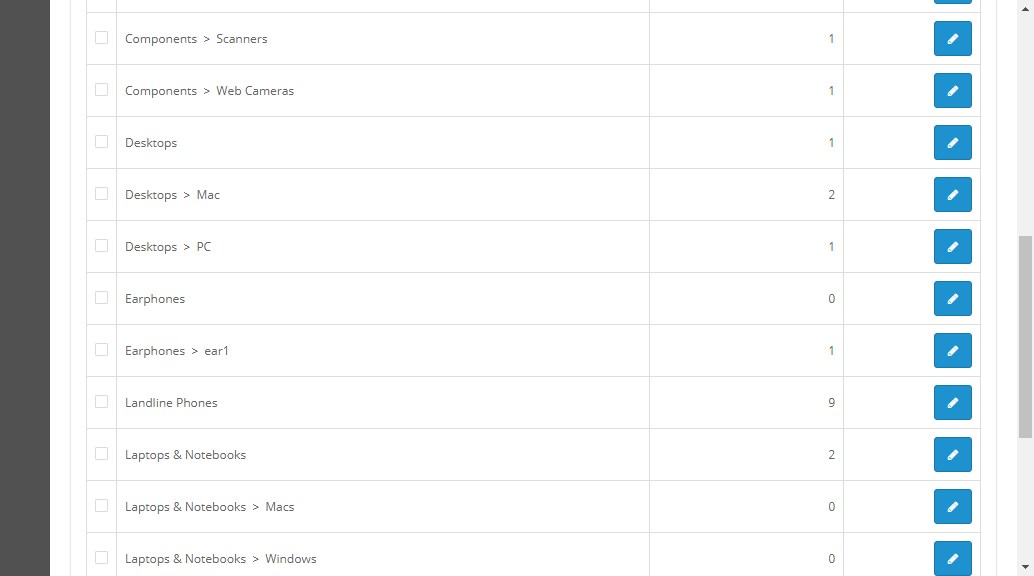 Components > Scanners 1
Components > Web Cameras 1
Desktops 1
Desktops > Mac 2
Desktops > PC 1
Earphones 0
Earphones > ear1 1
Landline Phones 9
Laptops & Notebooks 2
Laptops & Notebooks > Macs 0
Laptops & Notebooks > Windows 0